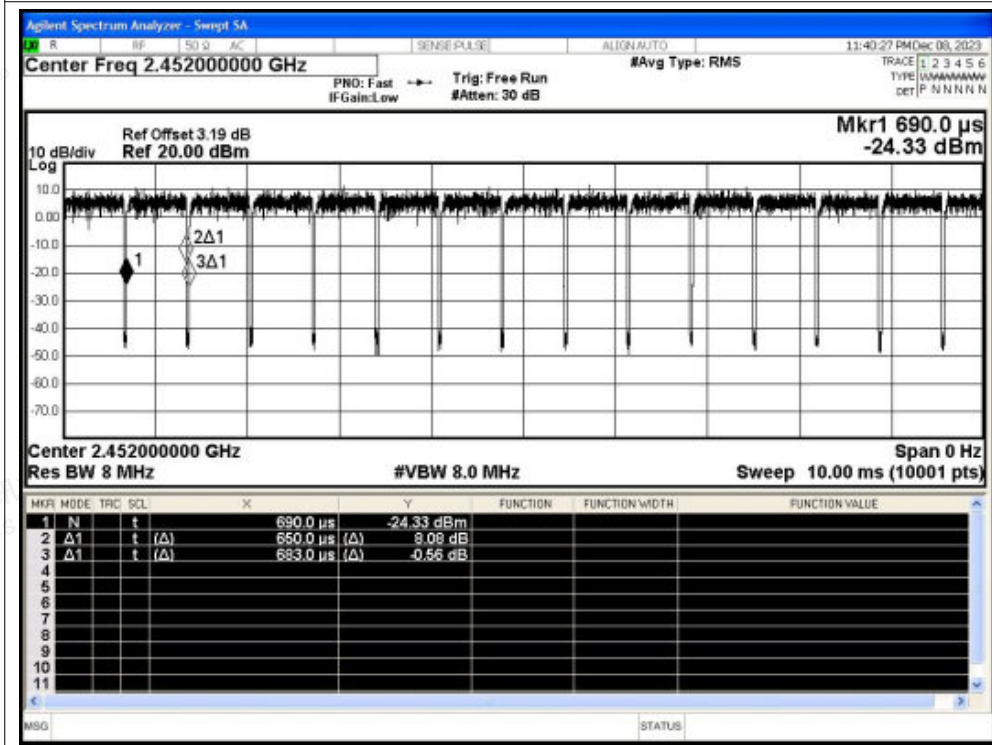 Agilent Spectrum Analyzer - Swept SA
LXI R RF 50 Ω AC SENSE:PULSE ALIGN AUTO 11:40:27 PM Dec 08, 2023
Center Freq 2.452000000 GHz
PNO: Fast
IFGain:Low
Trig: Free Run
#Atten: 30 dB
#Avg Type: RMS
TRACE 1 2 3 4 5 6
TYPE
DET P N N N N N
Mkr1 690.0 µs
-24.33 dBm
Ref Offset 3.19 dB
10 dB/div Ref 20.00 dBm
Log
10.0
0.00
-10.0
-20.0
-30.0
-40.0
-50.0
-60.0
-70.0
1
2Δ1
3Δ1
Center 2.452000000 GHz Span 0 Hz
Res BW 8 MHz #VBW 8.0 MHz Sweep 10.00 ms (10001 pts)
MKR MODE TRC SCL X Y FUNCTION FUNCTION WIDTH FUNCTION VALUE
1 N t 690.0 µs -24.33 dBm
2 Δ1 t (Δ) 650.0 µs (Δ) 8.08 dB
3 Δ1 t (Δ) 683.0 µs (Δ) -0.56 dB
4
5
6
7
8
9
10
11
MSG STATUS